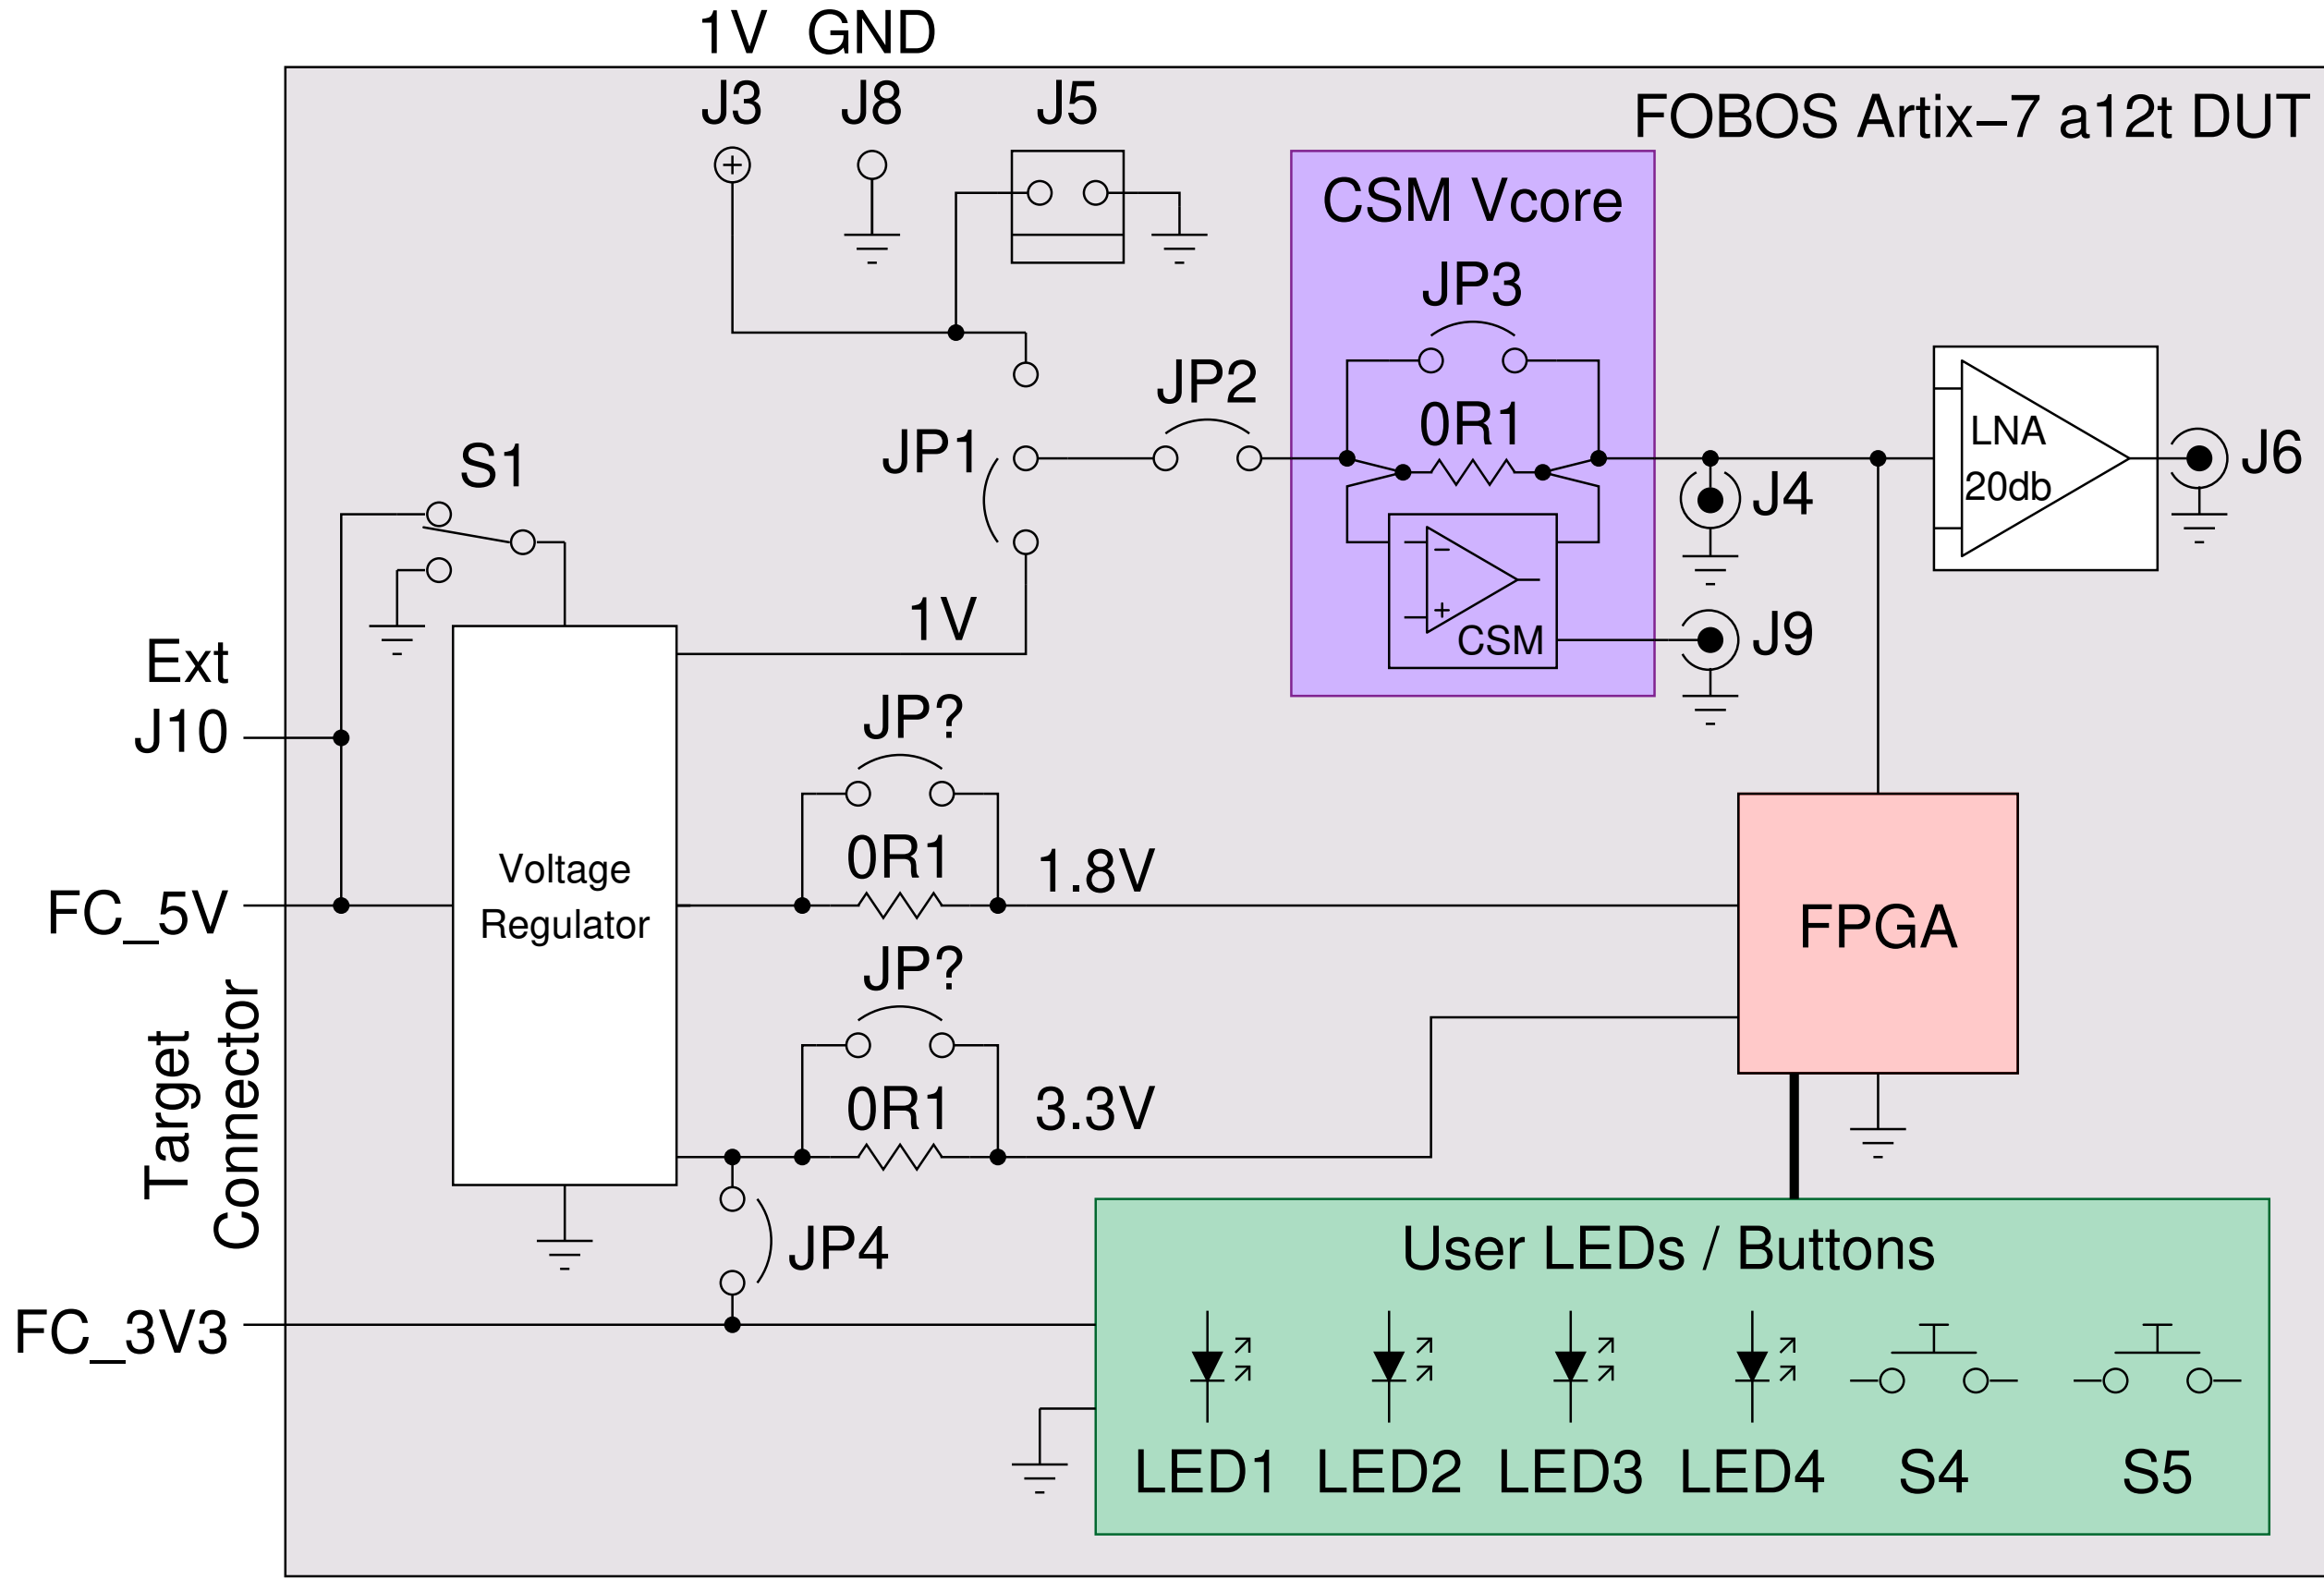 1V GND
J3 J8 J5
FOBOS Artix–7 a12t DUT
CSM Vcore
JP3
0R1
JP2
JP1
S1
LNA
20db
J6
J4
J9
−
+
CSM
1V
Ext
J10
JP?
0R1
1.8V
FC_5V
Voltage
Regulator
FPGA
JP?
0R1
3.3V
Target
Connector
JP4
FC_3V3
User LEDs / Buttons
LED1 LED2 LED3 LED4 S4 S5